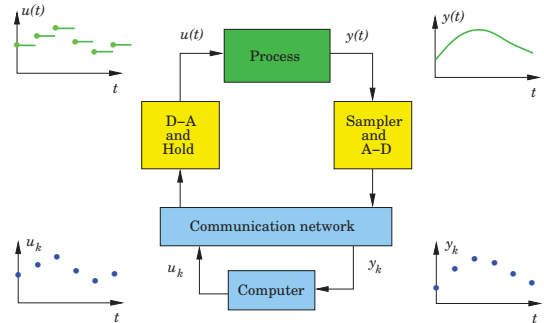 u(t)
t
u(t)
Process
y(t)
y(t)
t
D–A
and
Hold
Sampler
and
A–D
Communication network
u_k
t
u_k
y_k
Computer
y_k
t